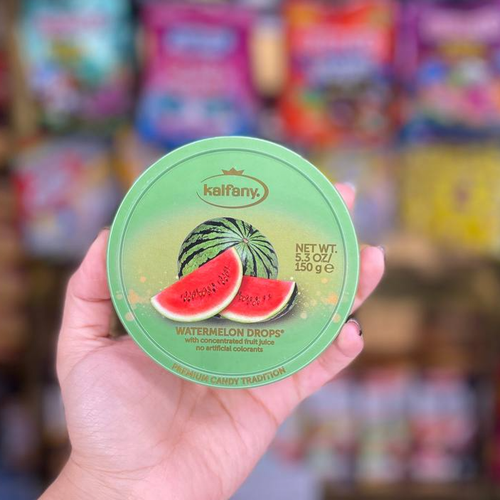 kalfany.
NET WT.
5.3 OZ/
150 g ℮
WATERMELON DROPS*
with concentrated fruit juice
no artificial colorants
PREMIUM CANDY TRADITION